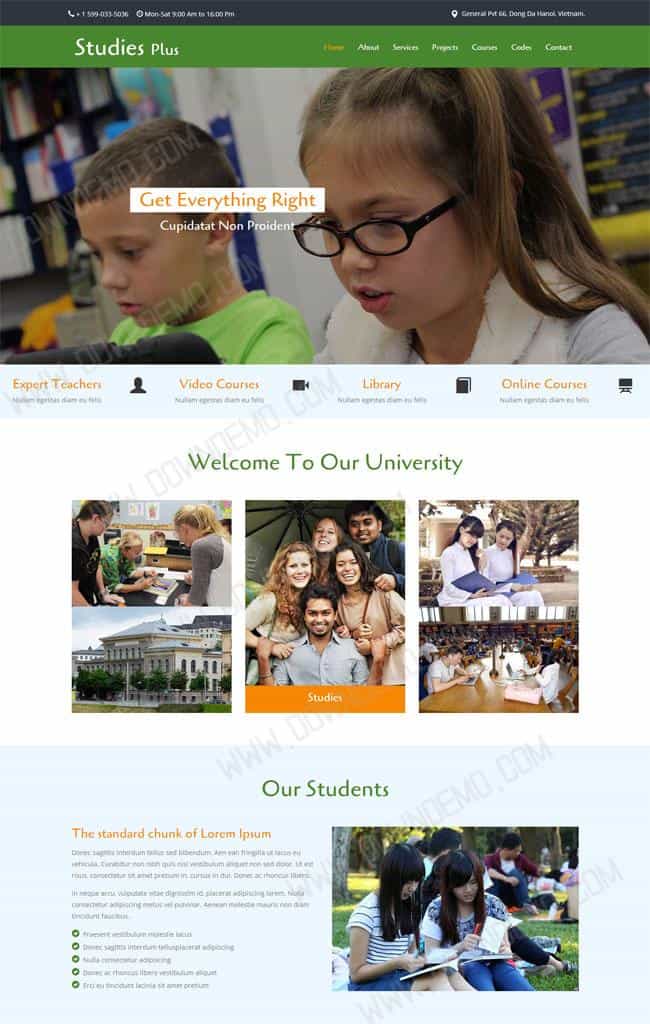 + 1 599-033-5036 Mon-Sat 9:00 Am to 16:00 Pm General Pvt 66, Dong Da Hanoi, Vietnam.
Studies Plus Home About Services Projects Courses Codes Contact
Get Everything Right
Cupidatat Non Proident
Expert Teachers Video Courses Library Online Courses
Nullam egestas diam eu felis Nullam egestas diam eu felis Nullam egestas diam eu felis Nullam egestas diam eu felis
Welcome To Our University
Studies
Our Students
The standard chunk of Lorem Ipsum
Donec sagittis interdum tellus sed bibendum. Aen ean fringilla ut lacus eu
vehicula. Curabitur non nibh quis nisl vestibulum aliquet non sed dolor. Sit est
risus, consectetur sit amet pretium in, cursus in dui. Donec ac rhoncus libero.
In neque arcu, vulputate vitae dignissim id, placerat adipiscing lorem. Nulla
consectetur adipiscing metus vel pulvinar. Aenean molestie mauris non diam
tincidunt faucibus.
Praesent vestibulum molestie lacus
Donec sagittis interdum tellusplacerat adipiscing
Nulla consectetur adipiscing
Donec ac rhoncus libero vestibulum aliquet
Erci eu tincidunt lacinia sit amet pretium
WWW.DOWNDEMO.COM